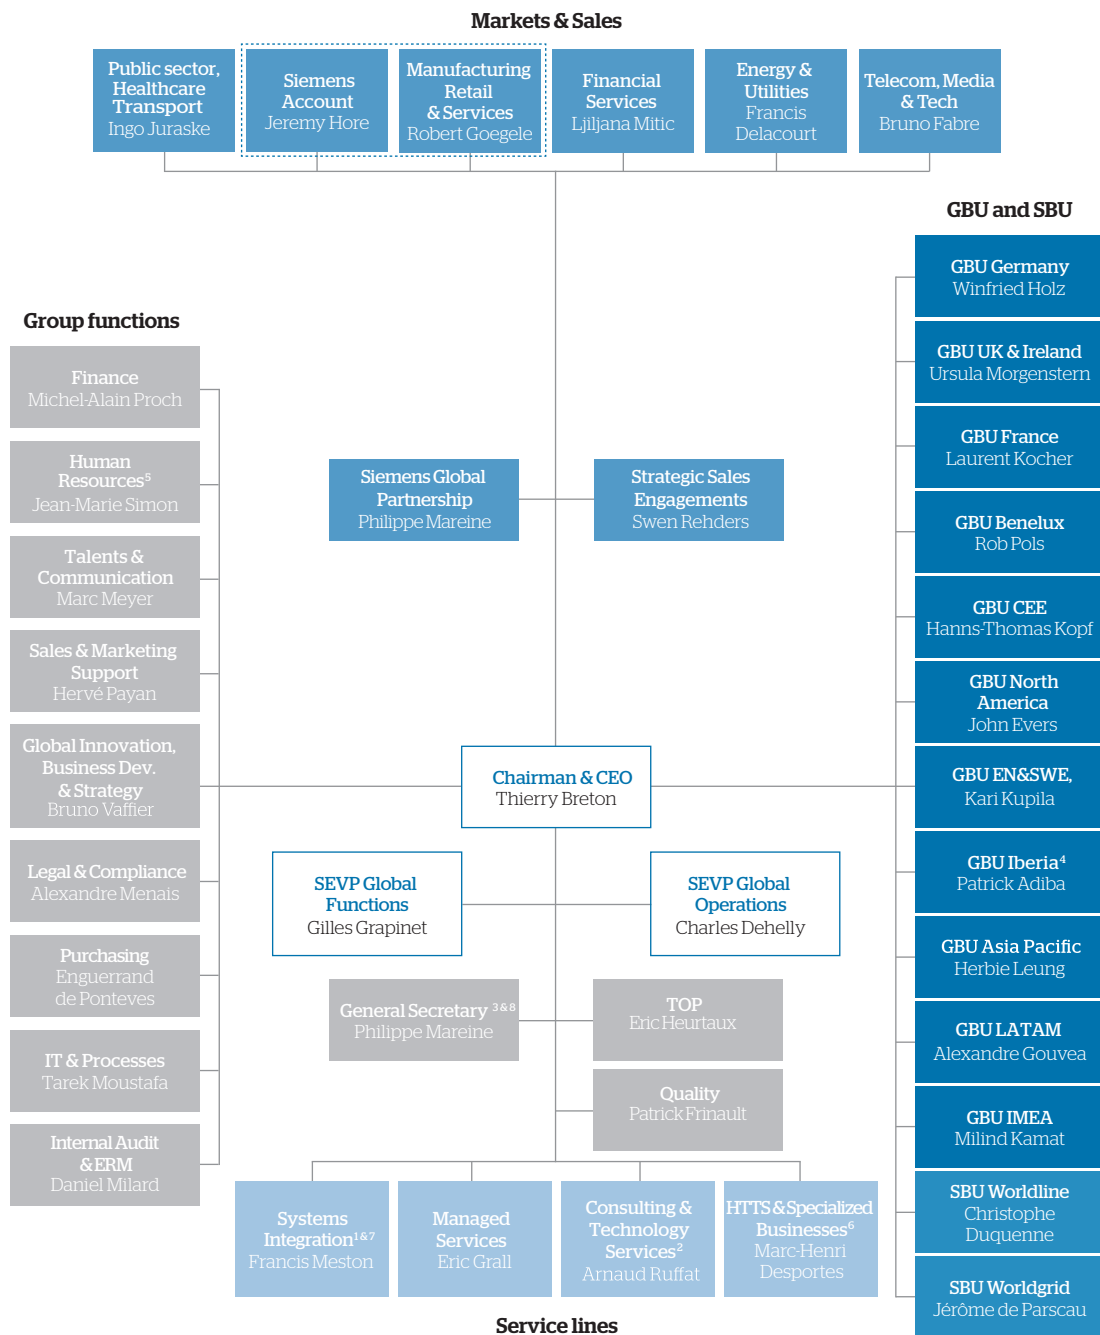 Markets & Sales
Public sector,
Healthcare
Transport
Ingo Juraske
Siemens
Account
Jeremy Hore
Manufacturing
Retail
& Services
Robert Goegele
Financial
Services
Ljiljana Mitic
Energy &
Utilities
Francis
Delacourt
Telecom, Media
& Tech
Bruno Fabre
GBU and SBU
GBU Germany
Winfried Holz
GBU UK & Ireland
Ursula Morgenstern
GBU France
Laurent Kocher
GBU Benelux
Rob Pols
GBU CEE
Hanns-Thomas Kopf
GBU North
America
John Evers
GBU EN&SWE,
Kari Kupila
GBU Iberia⁴
Patrick Adiba
GBU Asia Pacific
Herbie Leung
GBU LATAM
Alexandre Gouvea
GBU IMEA
Milind Kamat
SBU Worldline
Christophe
Duquenne
SBU Worldgrid
Jérôme de Parscau
Group functions
Finance
Michel-Alain Proch
Human
Resources⁵
Jean-Marie Simon
Talents &
Communication
Marc Meyer
Sales & Marketing
Support
Hervé Payan
Global Innovation,
Business Dev.
& Strategy
Bruno Vaffier
Legal & Compliance
Alexandre Menais
Purchasing
Enguerrand
de Ponteves
IT & Processes
Tarek Moustafa
Internal Audit
& ERM
Daniel Milard
Siemens Global
Partnership
Philippe Mareine
Strategic Sales
Engagements
Swen Rehders
Chairman & CEO
Thierry Breton
SEVP Global
Functions
Gilles Grapinet
SEVP Global
Operations
Charles Dehelly
General Secretary ³&⁸
Philippe Mareine
TOP
Eric Heurtaux
Quality
Patrick Frinault
Systems
Integration¹&⁷
Francis Meston
Managed
Services
Eric Grall
Consulting &
Technology
Services²
Arnaud Ruffat
HTTS & Specialized
Businesses⁶
Marc-Henri
Desportes
Service lines